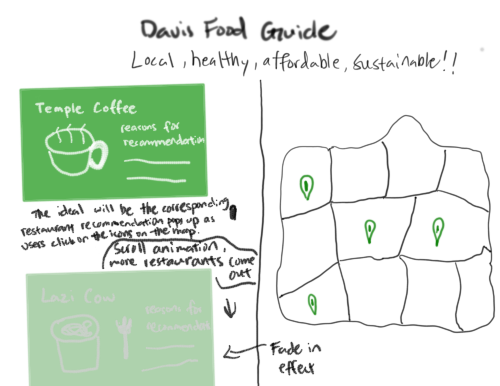 Davis Food Guide
Local, healthy, affordable, sustainable!!
Temple Coffee
reasons for
recommendation
The ideal will be the corresponding
restaurant recommendation pops up as
users click on the icons on the map.
Scroll animation,
more restaurants come
out
Lazi Cow
reasons for
recommendation
Fade in
effect